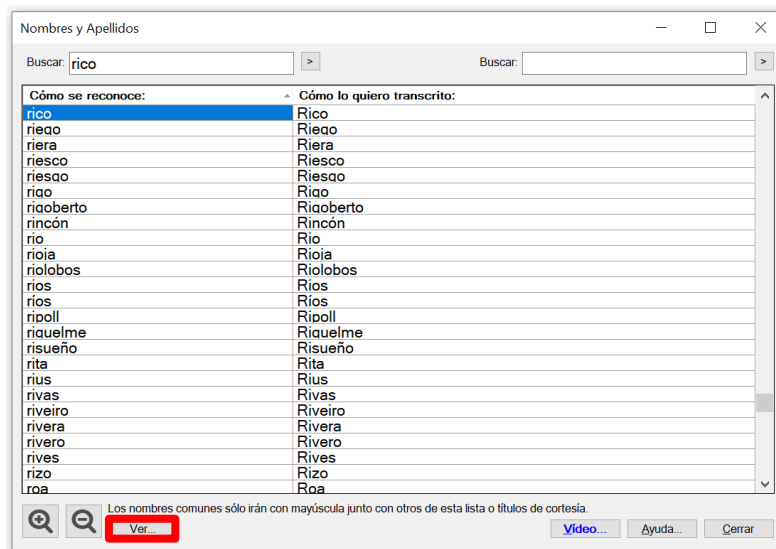 Nombres y Apellidos
Buscar: rico > Buscar: >
Cómo se reconoce: Cómo lo quiero transcrito:
rico Rico
riego Riego
riera Riera
riesco Riesco
riesgo Riesgo
rigo Rigo
rigoberto Rigoberto
rincón Rincón
rio Rio
rioja Rioja
riolobos Riolobos
rios Rios
ríos Ríos
ripoll Ripoll
riquelme Riquelme
risueño Risueño
rita Rita
rius Rius
rivas Rivas
riveiro Riveiro
rivera Rivera
rivero Rivero
rives Rives
rizo Rizo
roa Roa
Los nombres comunes sólo irán con mayúscula junto con otros de esta lista o títulos de cortesía.
Ver... Vídeo... Ayuda... Cerrar